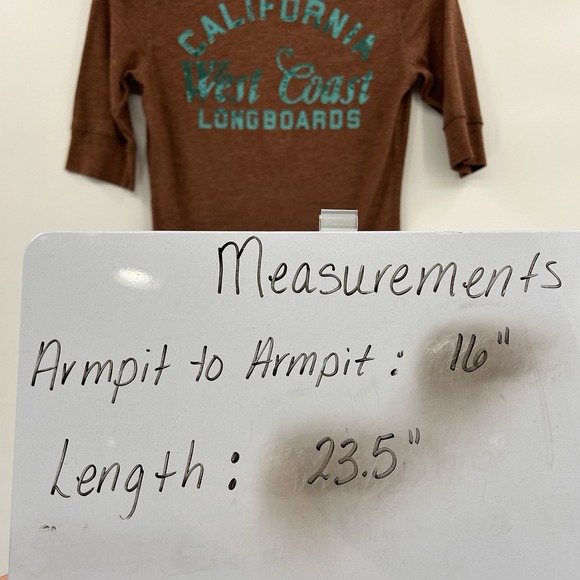 CALIFORNIA
West Coast
LONGBOARDS
Measurements
Armpit to Armpit: 16"
Length: 23.5"